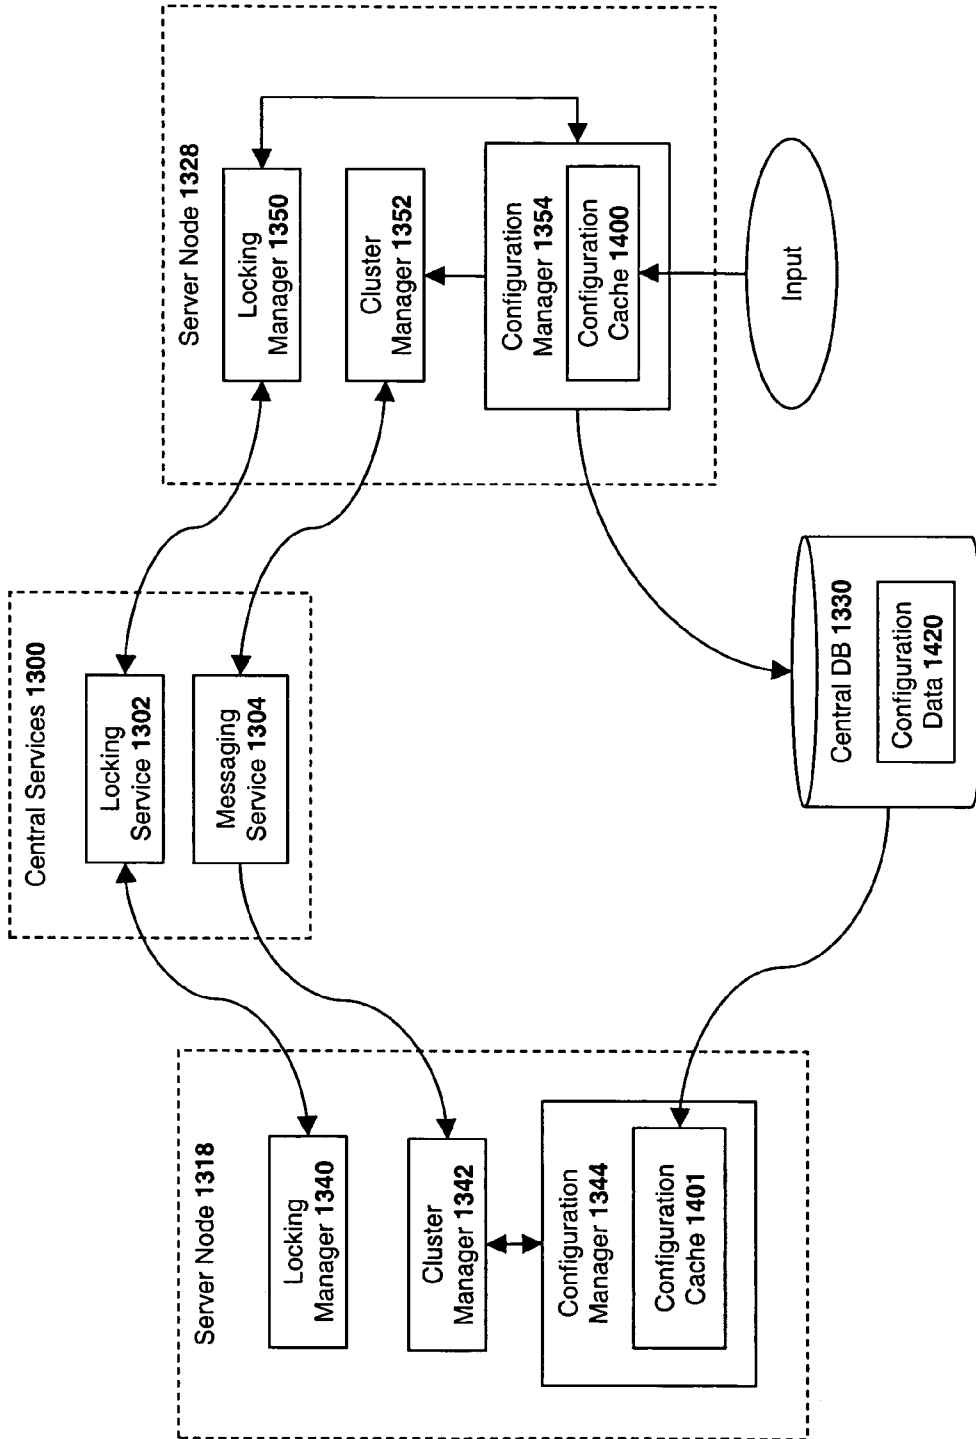 Central Services 1300
Locking
Service 1302
Messaging
Service 1304
Server Node 1318
Locking
Manager 1340
Cluster
Manager 1342
Configuration
Manager 1344
Configuration
Cache 1401
Server Node 1328
Locking
Manager 1350
Cluster
Manager 1352
Configuration
Manager 1354
Configuration
Cache 1400
Central DB 1330
Configuration
Data 1420
Input